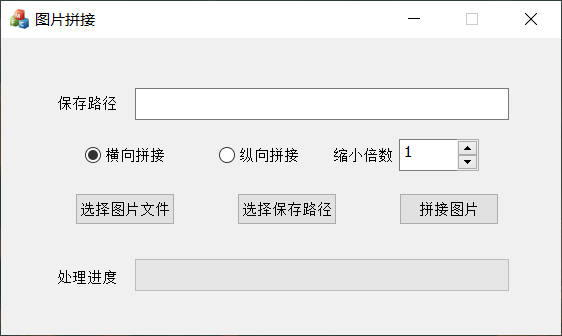 图片拼接
保存路径
横向拼接 纵向拼接 缩小倍数 1
选择图片文件 选择保存路径 拼接图片
处理进度